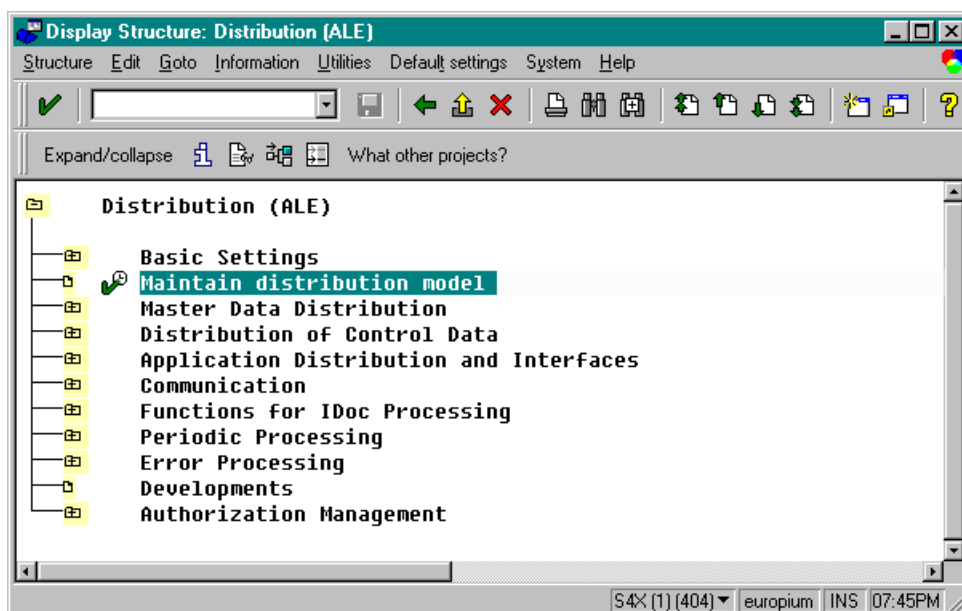 Display Structure: Distribution (ALE)
Structure Edit Goto Information Utilities Default settings System Help
Expand/collapse What other projects?
Distribution (ALE)
Basic Settings
Maintain distribution model
Master Data Distribution
Distribution of Control Data
Application Distribution and Interfaces
Communication
Functions for IDoc Processing
Periodic Processing
Error Processing
Developments
Authorization Management
S4X (1) (404) europium INS 07:45PM